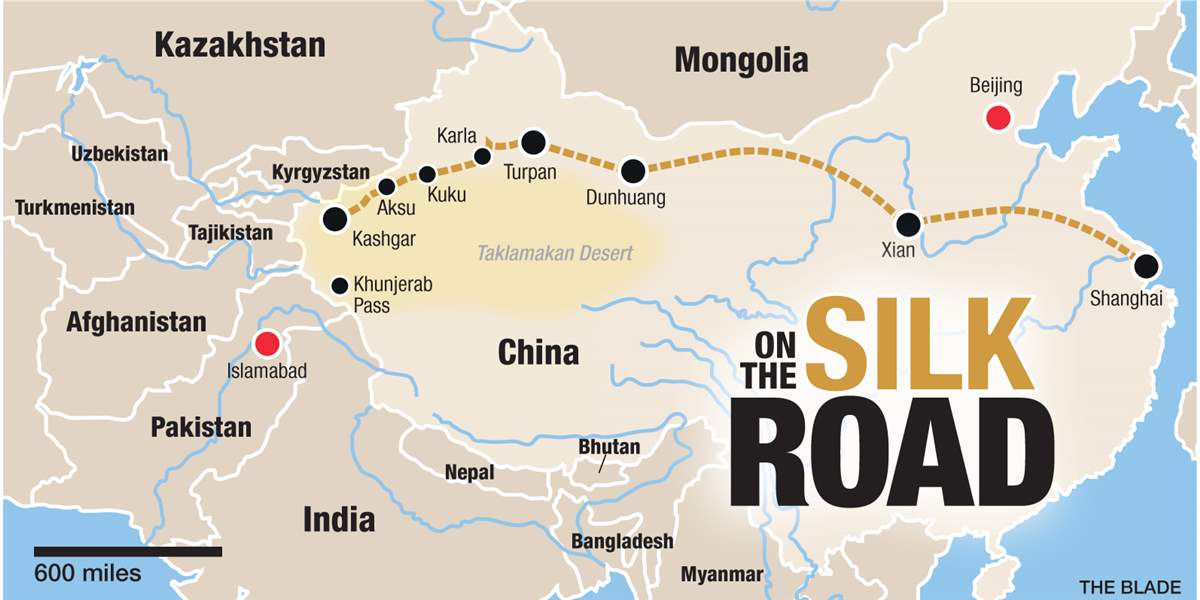 Kazakhstan
Mongolia
Beijing
Karla
Uzbekistan
Kyrgyzstan
Turpan
Kuku
Dunhuang
Aksu
Turkmenistan
Tajikistan
Kashgar
Xian
Taklamakan Desert
Khunjerab
Pass
Shanghai
Afghanistan
China
ON
THE
SILK
ROAD
Islamabad
Pakistan
Bhutan
Nepal
India
Bangladesh
Myanmar
600 miles
THE BLADE